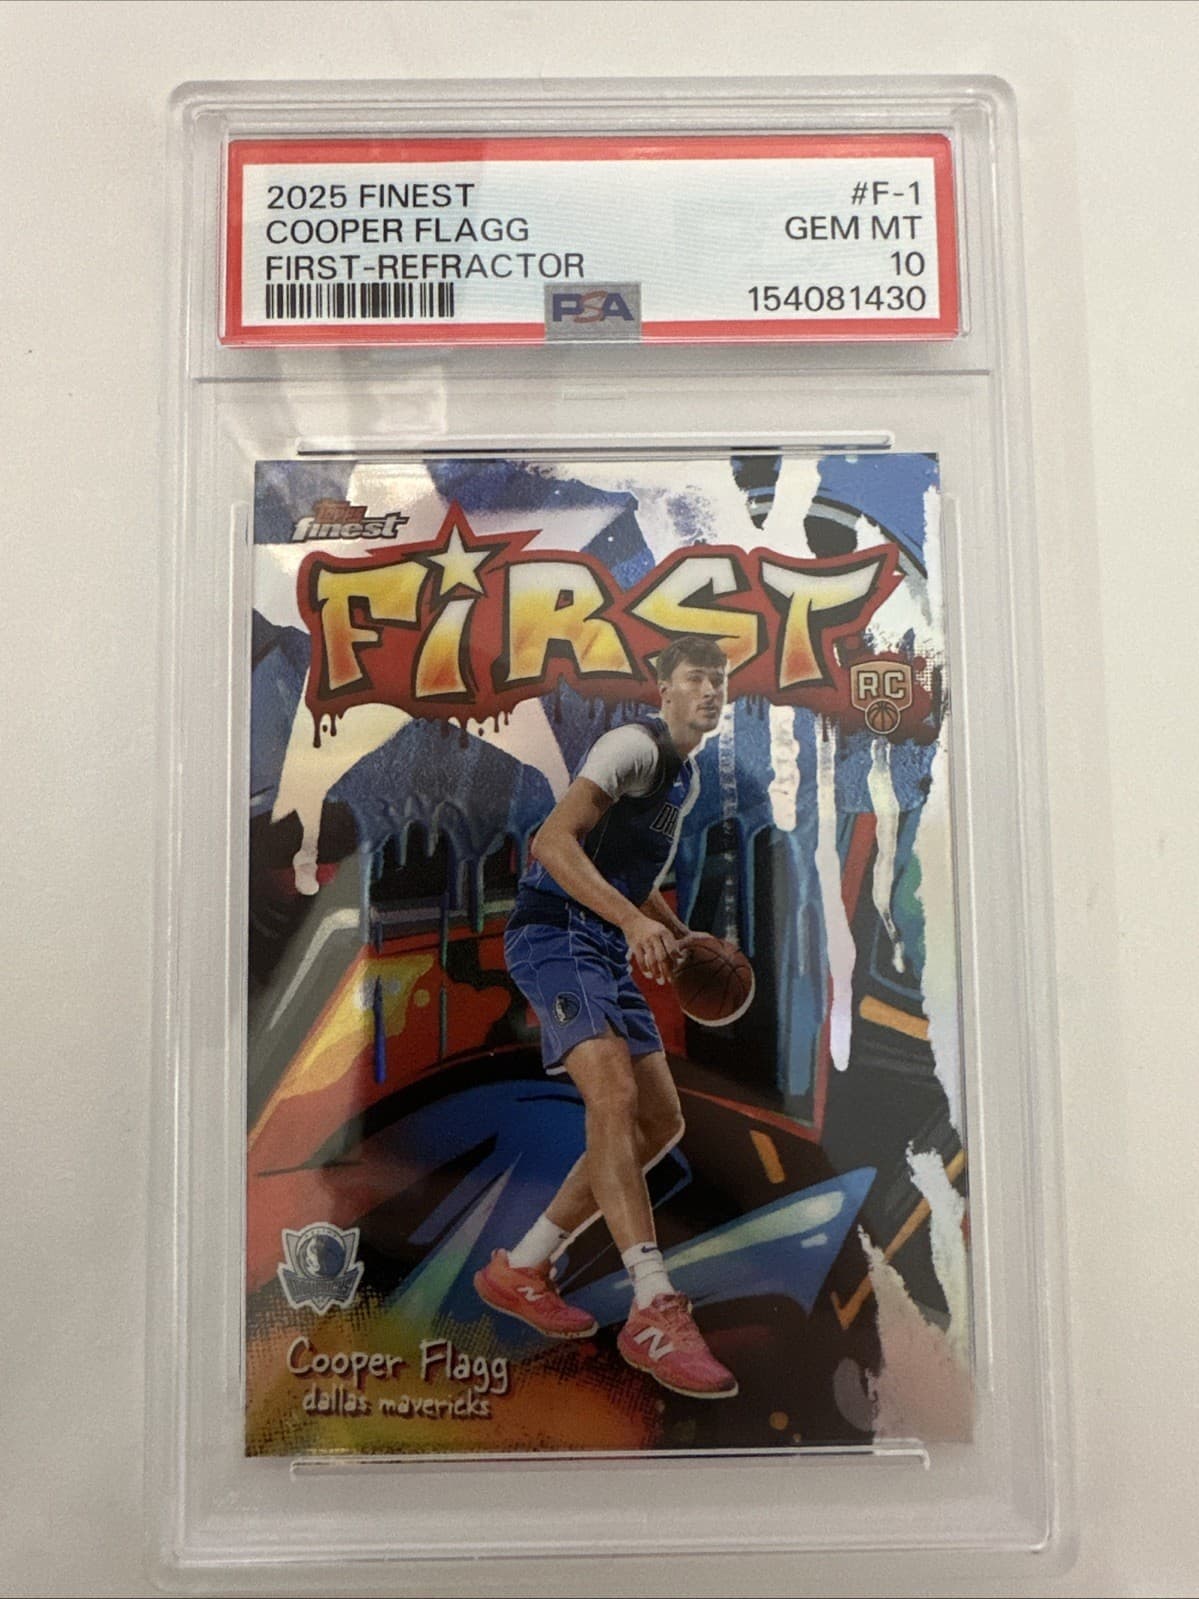 2025 FINEST #F-1
COOPER FLAGG GEM MT
FIRST-REFRACTOR 10
PSA 154081430
Topps
finest
FiRST
RC
N
N
Cooper Flagg
dallas mavericks